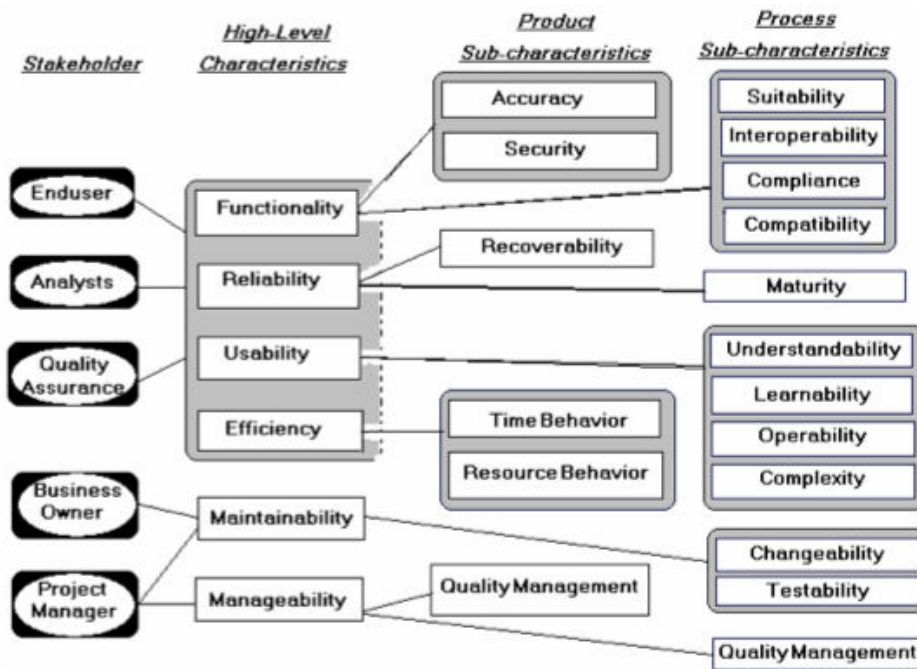 Stakeholder
High-Level
Characteristics
Product
Sub-characteristics
Process
Sub-characteristics
Enduser
Analysts
Quality
Assurance
Business
Owner
Project
Manager
Functionality
Reliability
Usability
Efficiency
Maintainability
Manageability
Accuracy
Security
Recoverability
Time Behavior
Resource Behavior
Quality Management
Suitability
Interoperability
Compliance
Compatibility
Maturity
Understandability
Learnability
Operability
Complexity
Changeability
Testability
Quality Management